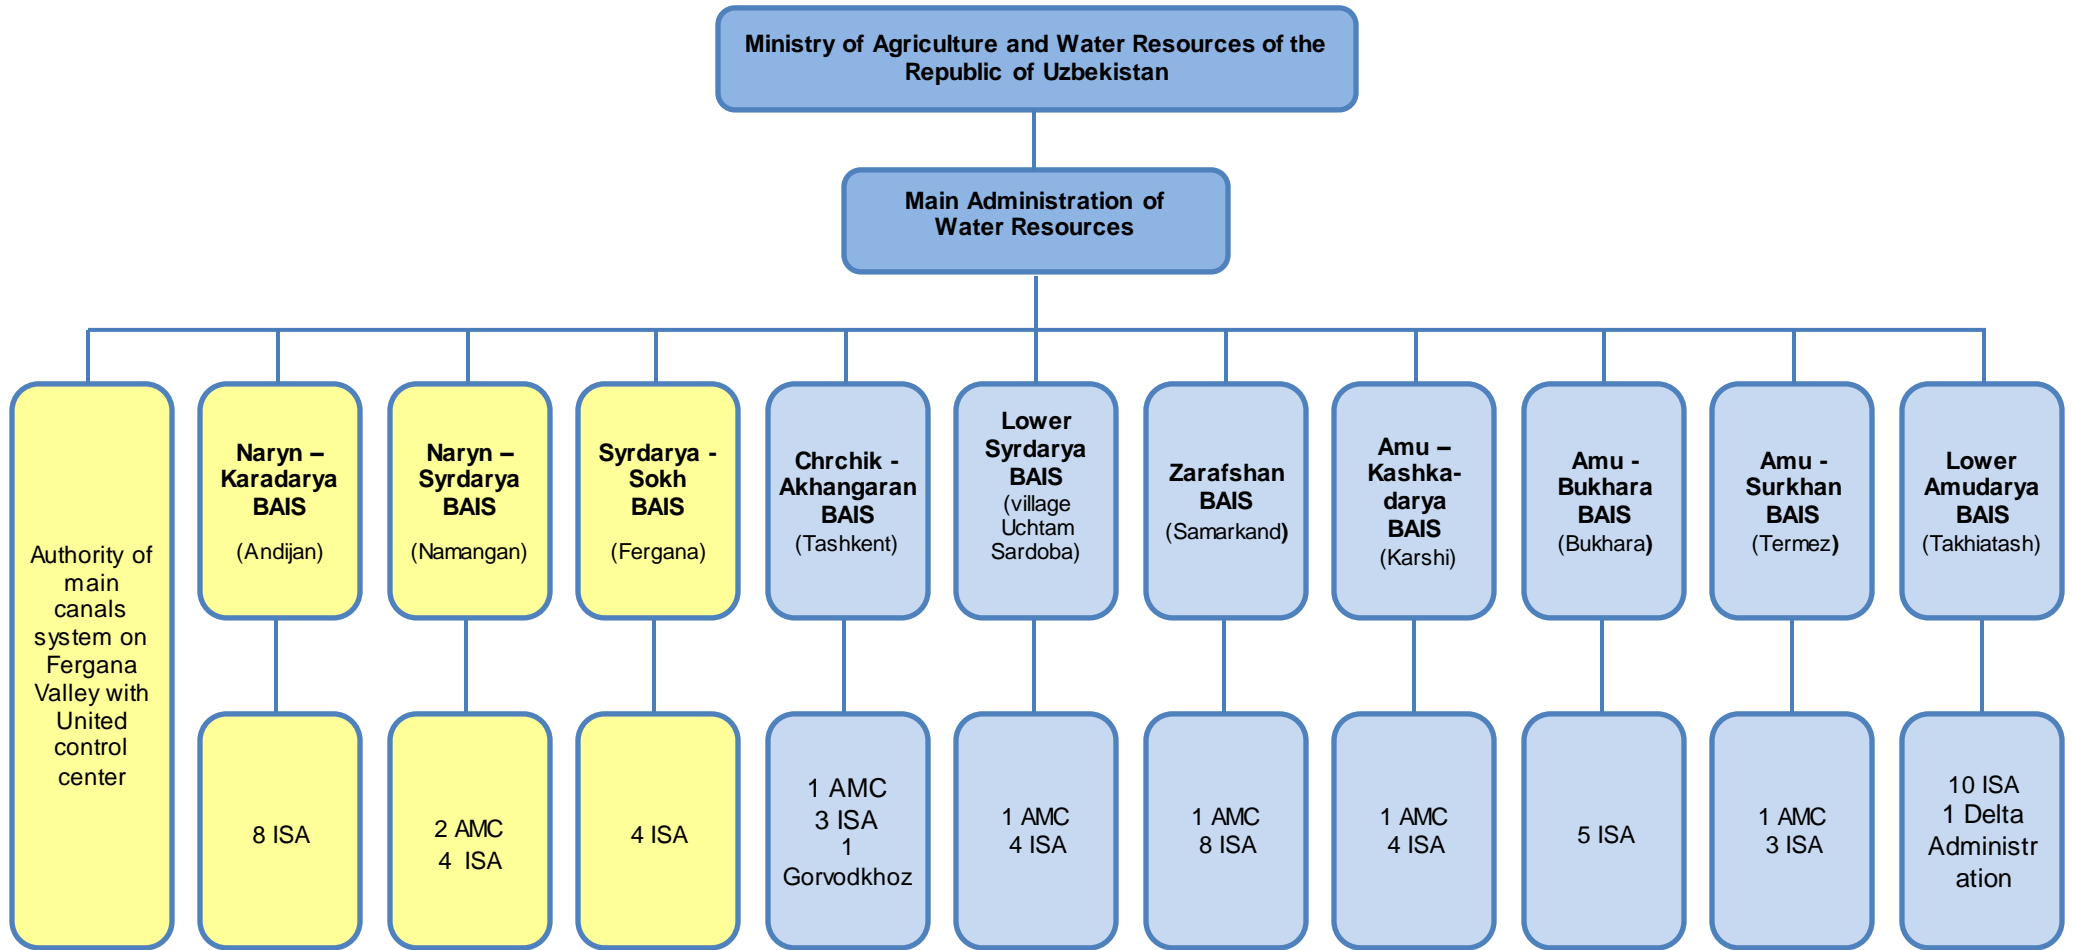 Ministry of Agriculture and Water Resources of the
Republic of Uzbekistan
Main Administration of
Water Resources
Authority of
main
canals
system on
Fergana
Valley with
United
control
center
Naryn –
Karadarya
BAIS
(Andijan)
Naryn –
Syrdarya
BAIS
(Namangan)
Syrdarya -
Sokh
BAIS
(Fergana)
Chrchik -
Akhangaran
BAIS
(Tashkent)
Lower
Syrdarya
BAIS
(village
Uchtam
Sardoba)
Zarafshan
BAIS
(Samarkand)
Amu –
Kashka-
darya
BAIS
(Karshi)
Amu -
Bukhara
BAIS
(Bukhara)
Amu -
Surkhan
BAIS
(Termez)
Lower
Amudarya
BAIS
(Takhiatash)
8 ISA
2 AMC
4 ISA
4 ISA
1 AMC
3 ISA
1
Gorvodkhoz
1 AMC
4 ISA
1 AMC
8 ISA
1 AMC
4 ISA
5 ISA
1 AMC
3 ISA
10 ISA
1 Delta
Administr
ation